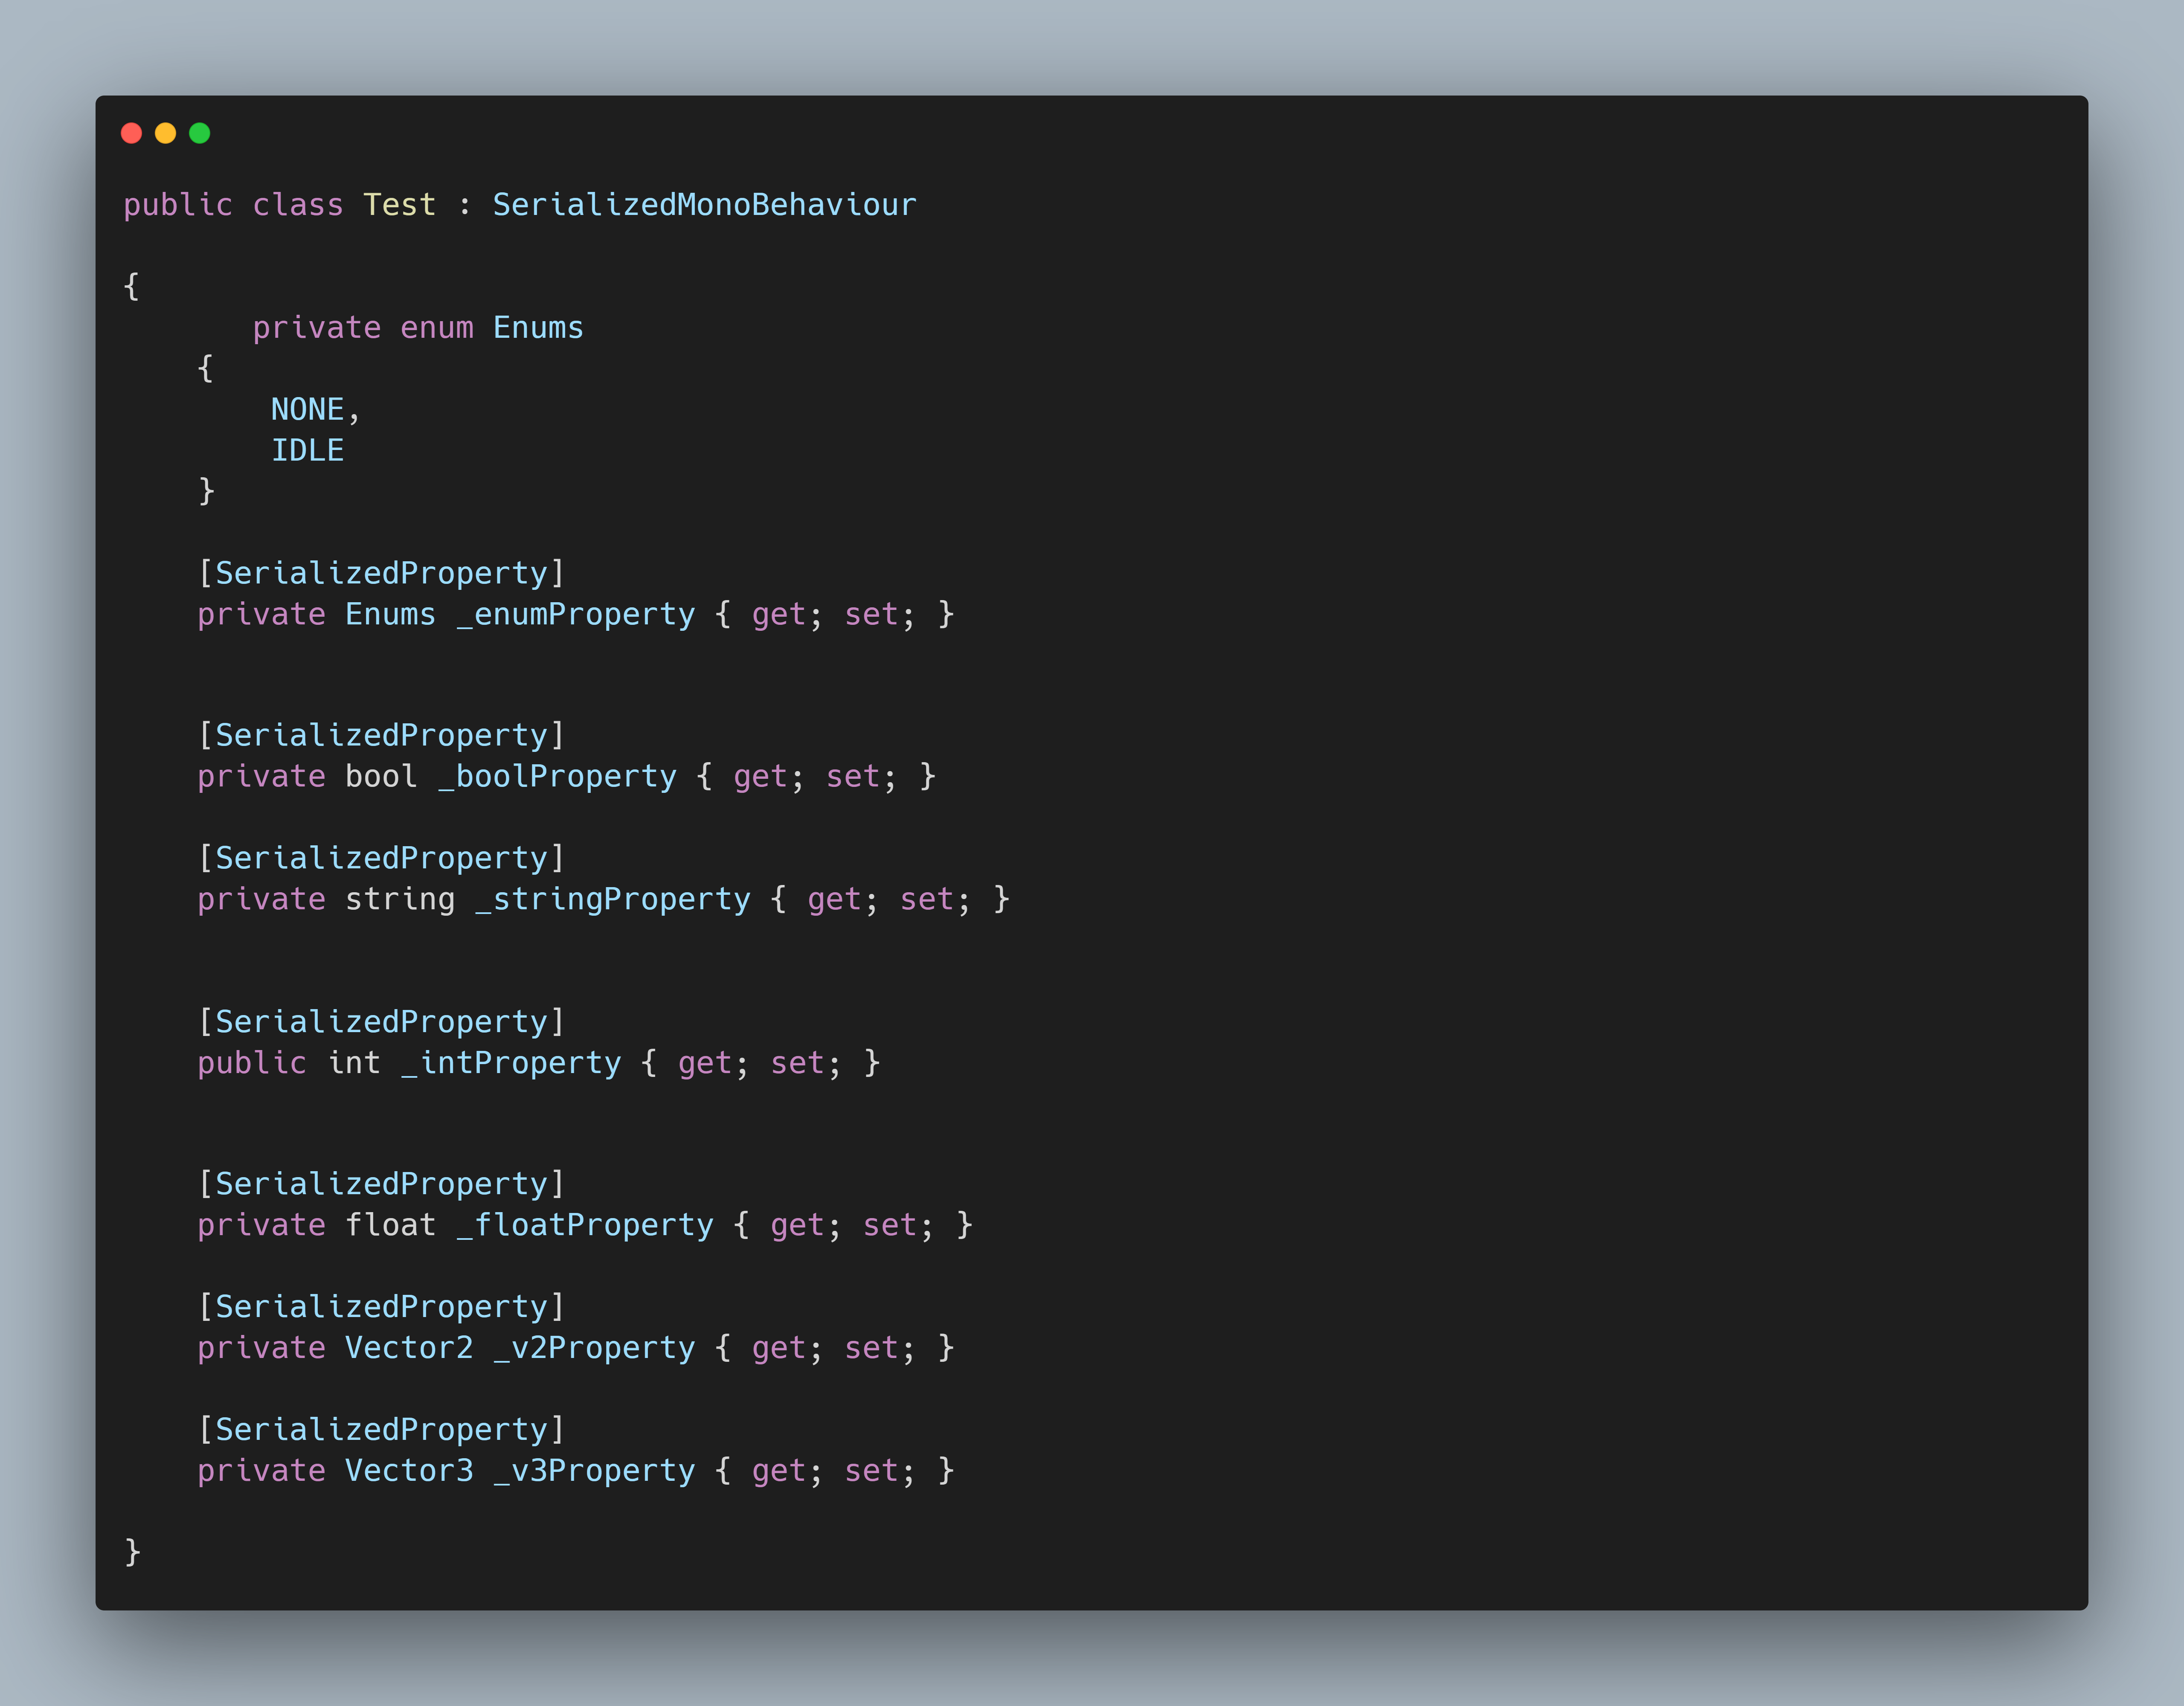 public class Test : SerializedMonoBehaviour
{
private enum Enums
{
NONE,
IDLE
}
[SerializedProperty]
private Enums _enumProperty { get; set; }
[SerializedProperty]
private bool _boolProperty { get; set; }
[SerializedProperty]
private string _stringProperty { get; set; }
[SerializedProperty]
public int _intProperty { get; set; }
[SerializedProperty]
private float _floatProperty { get; set; }
[SerializedProperty]
private Vector2 _v2Property { get; set; }
[SerializedProperty]
private Vector3 _v3Property { get; set; }
}